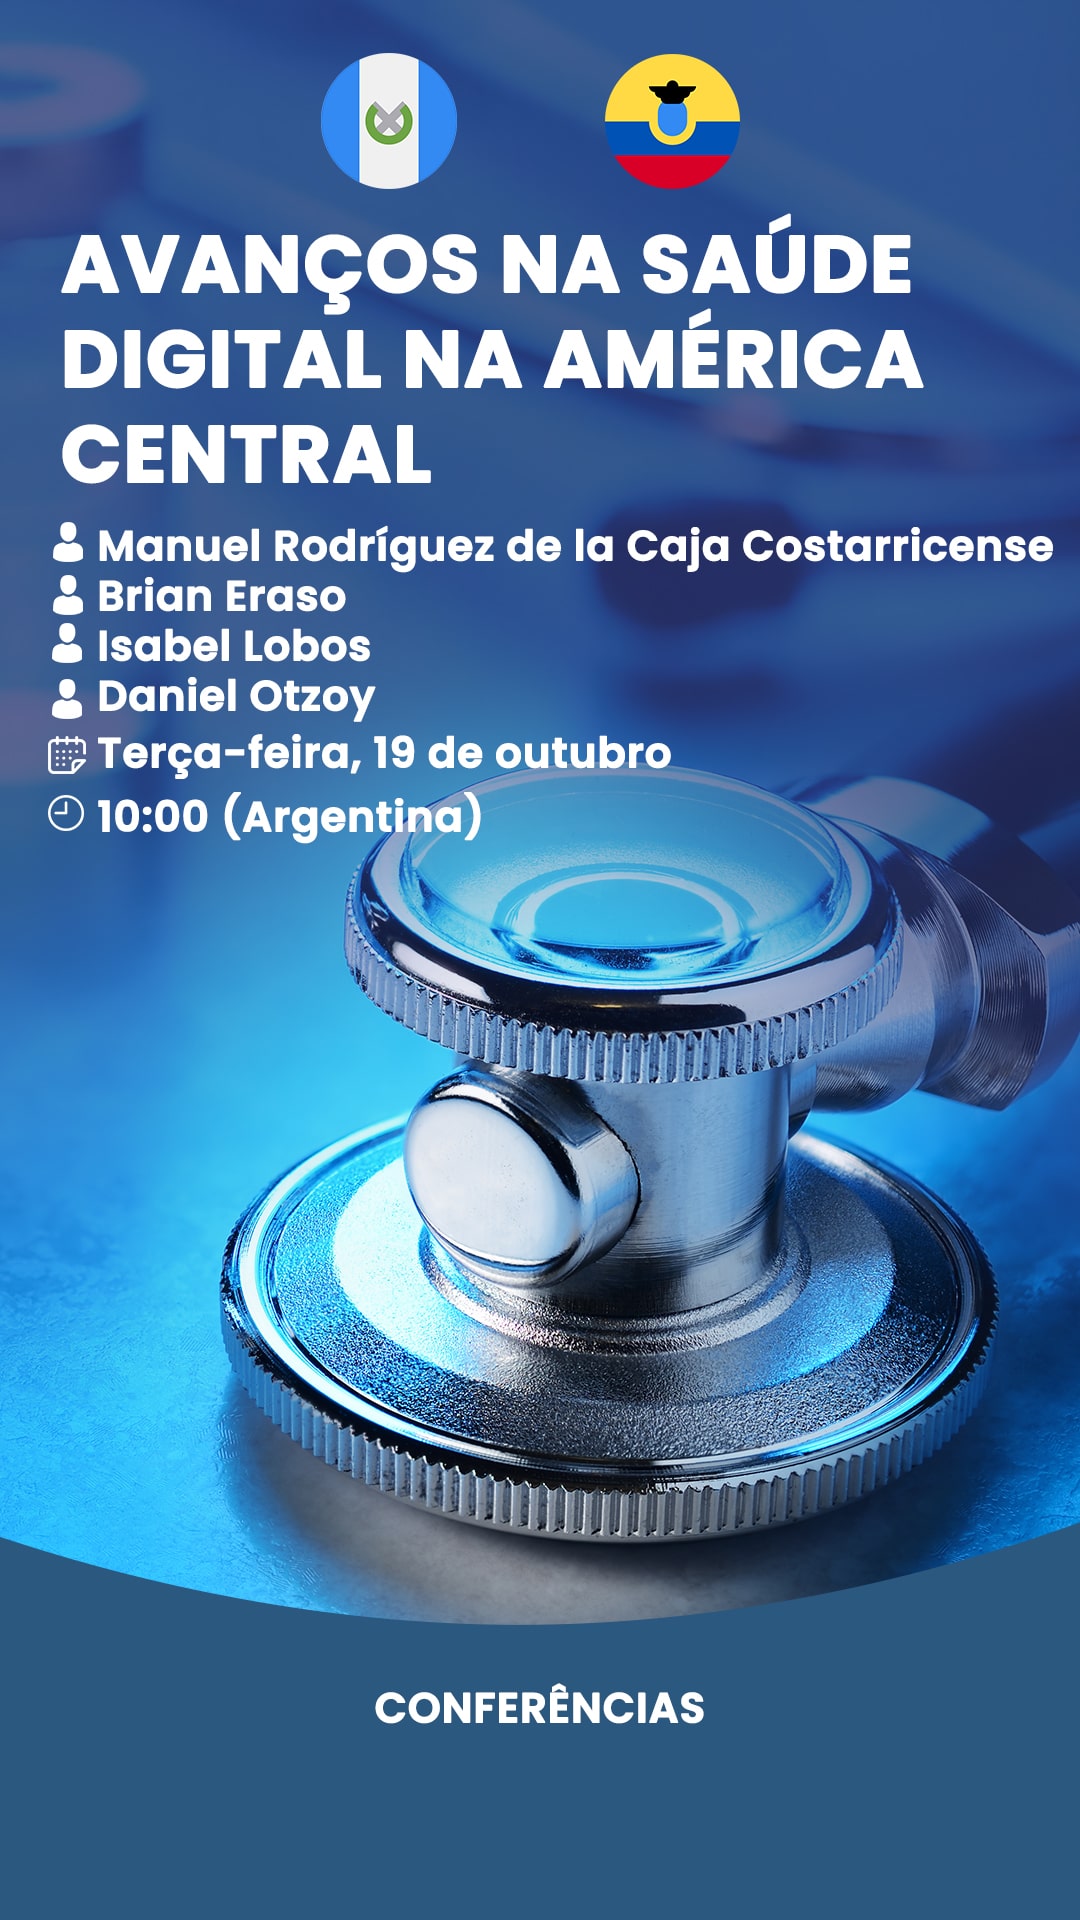 AVANÇOS NA SAÚDE
DIGITAL NA AMÉRICA
CENTRAL
Manuel Rodríguez de la Caja Costarricense
Brian Eraso
Isabel Lobos
Daniel Otzoy
Terça-feira, 19 de outubro
10:00 (Argentina)
CONFERÊNCIAS